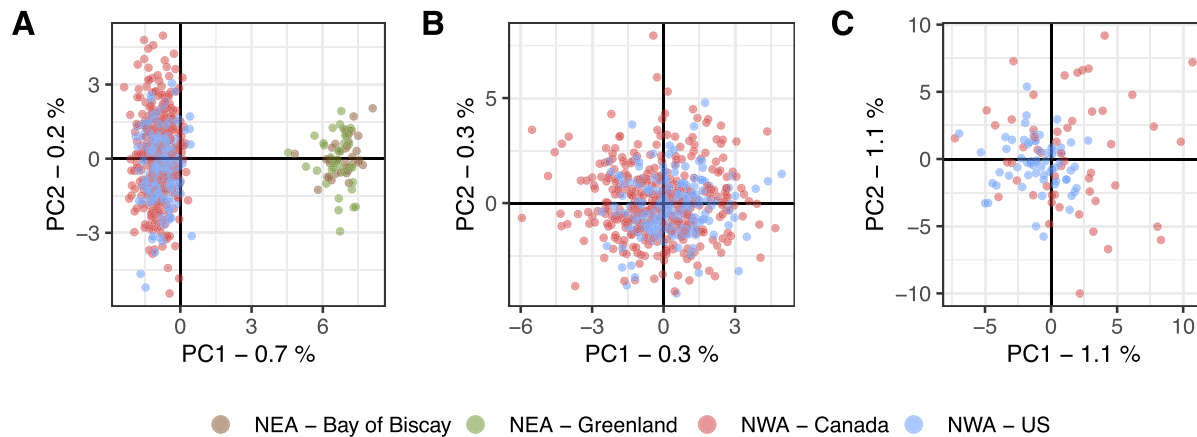 A
B
C
3
0
−3
5
0
10
5
0
−5
−10
0
3
6
−6
−3
0
3
−5
0
5
10
PC2 − 0.2 %
PC2 − 0.3 %
PC2 − 1.1 %
PC1 − 0.7 %
PC1 − 0.3 %
PC1 − 1.1 %
NEA − Bay of Biscay
NEA − Greenland
NWA − Canada
NWA − US